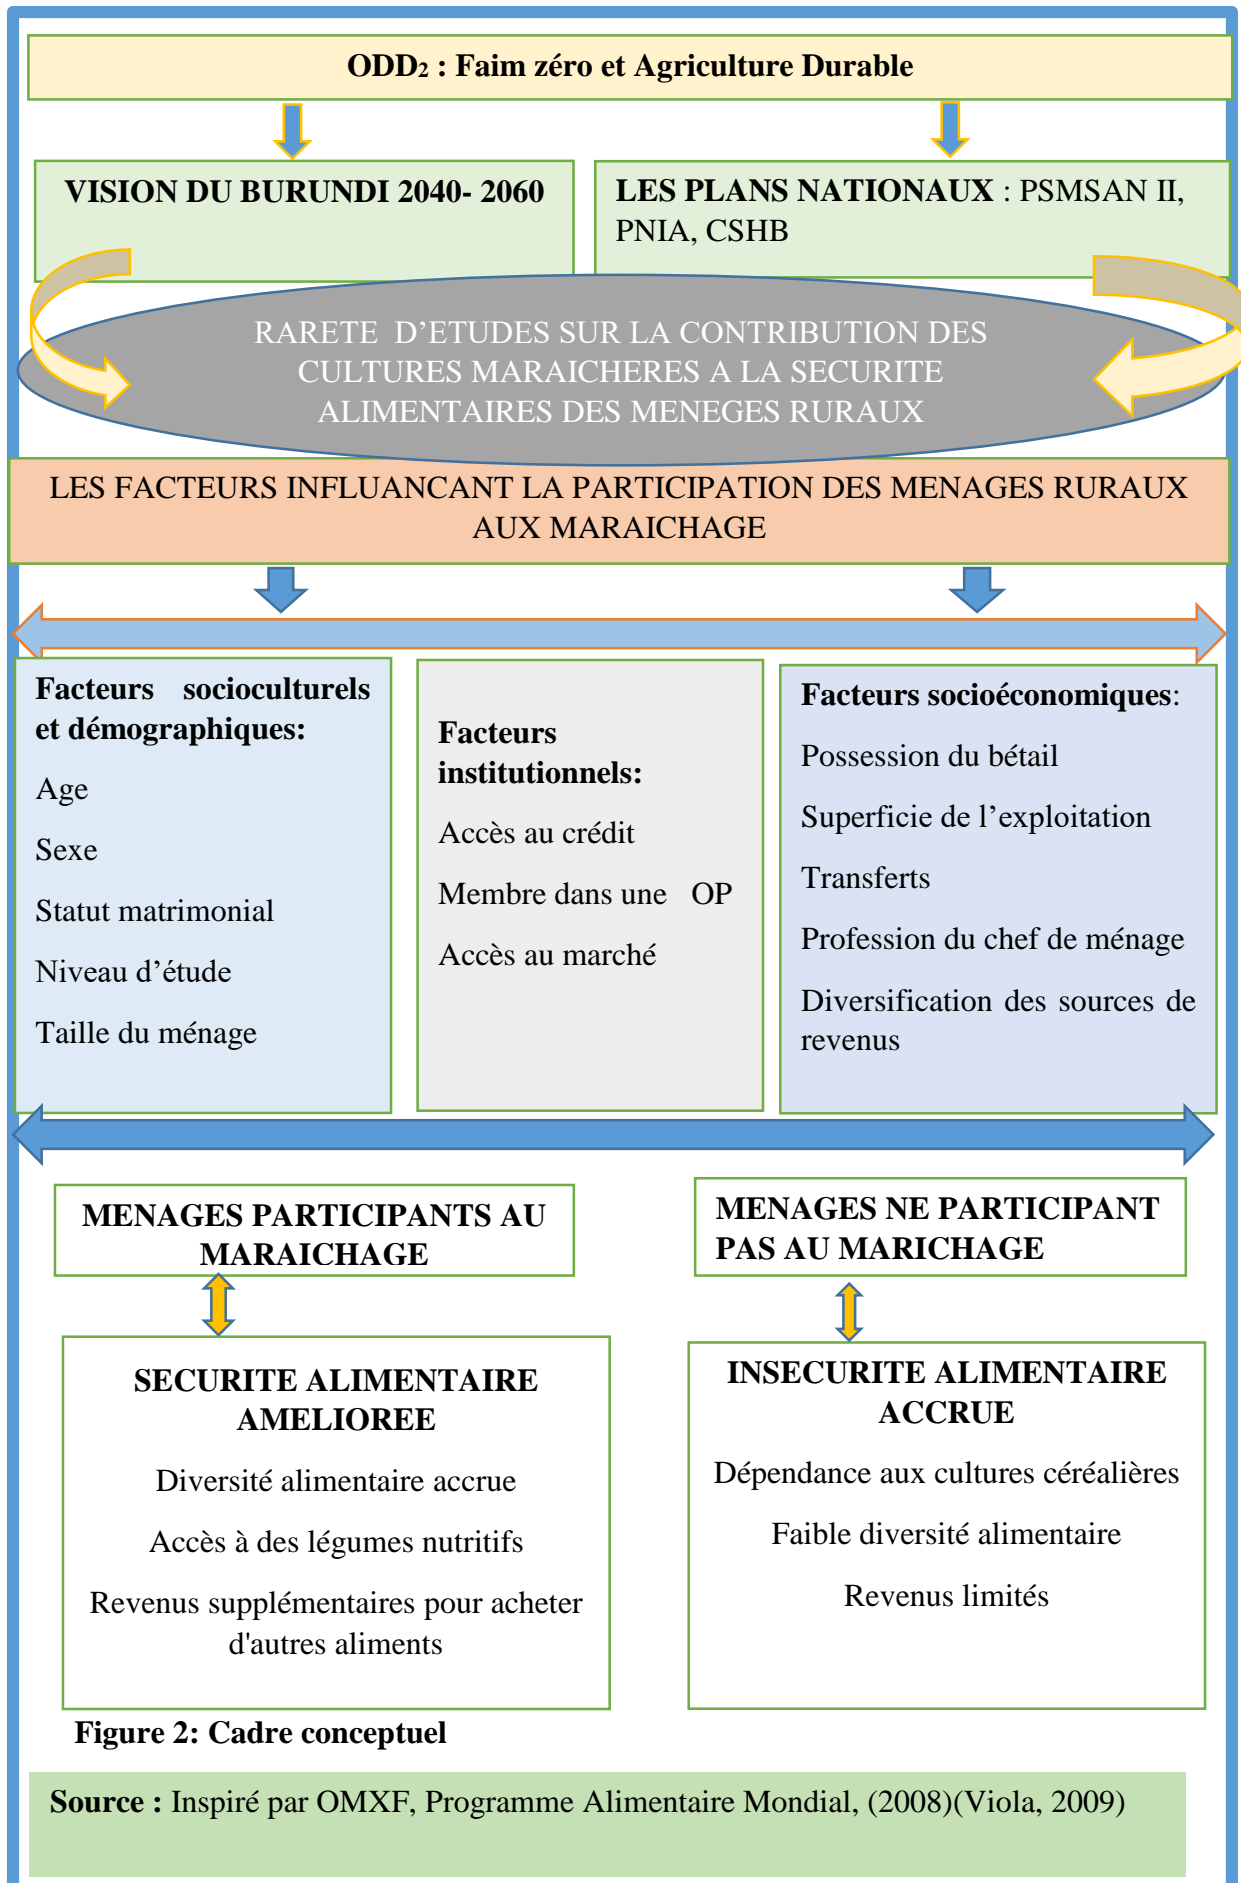 ODD₂ : Faim zéro et Agriculture Durable
VISION DU BURUNDI 2040- 2060
LES PLANS NATIONAUX : PSMSAN II,
PNIA, CSHB
RARETE D'ETUDES SUR LA CONTRIBUTION DES
CULTURES MARAICHERES A LA SECURITE
ALIMENTAIRES DES MENEGES RURAUX
LES FACTEURS INFLUANCANT LA PARTICIPATION DES MENAGES RURAUX
AUX MARAICHAGE
Facteurs socioculturels
et démographiques:
Age
Sexe
Statut matrimonial
Niveau d'étude
Taille du ménage
Facteurs
institutionnels:
Accès au crédit
Membre dans une OP
Accès au marché
Facteurs socioéconomiques:
Possession du bétail
Superficie de l'exploitation
Transferts
Profession du chef de ménage
Diversification des sources de
revenus
MENAGES PARTICIPANTS AU
MARAICHAGE
MENAGES NE PARTICIPANT
PAS AU MARICHAGE
SECURITE ALIMENTAIRE
AMELIOREE
Diversité alimentaire accrue
Accès à des légumes nutritifs
Revenus supplémentaires pour acheter
d'autres aliments
INSECURITE ALIMENTAIRE
ACCRUE
Dépendance aux cultures céréalières
Faible diversité alimentaire
Revenus limités
Figure 2: Cadre conceptuel
Source : Inspiré par OMXF, Programme Alimentaire Mondial, (2008)(Viola, 2009)